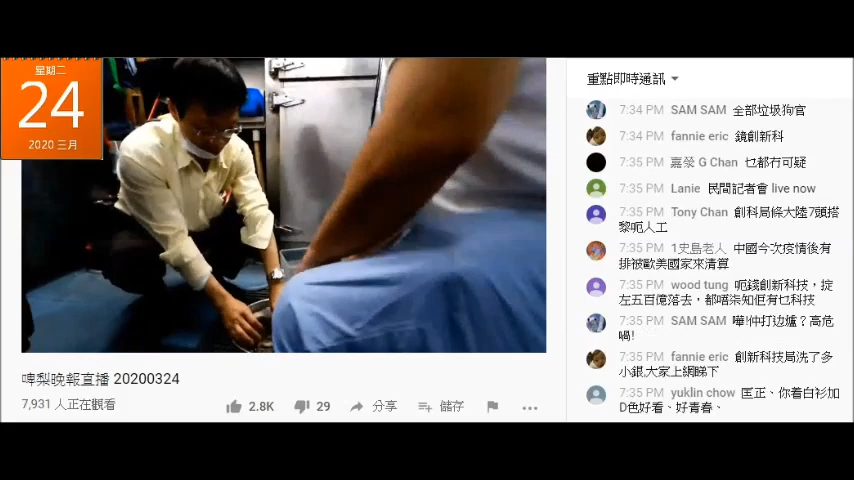 星期二
24
2020 三月
重點即時通訊
7:34 PM SAM SAM 全部垃圾狗官
7:34 PM fannie eric 鏡創新科
7:35 PM 嘉榮 G Chan 乜都冇可疑
7:35 PM Lanie 民間記者會 live now
7:35 PM Tony Chan 創科局條大陸7頭搭
黎呃人工
7:35 PM 1史島老人 中國今次疫情後有
排被歐美國家來清算
7:35 PM wood tung 呃錢創新科技，掟
左五百億落去，都唔柒知佢有乜科技
7:35 PM SAM SAM 嘩!仲打边爐？高危
喎!
7:35 PM fannie eric 創新科技局洗了多
小銀,大家上網睇下
7:35 PM yuklin chow 匡正、你着白衫加
D色好看、好青春、
啤梨晚報直播 20200324
7,931 人正在觀看
2.8K
29
分享
儲存